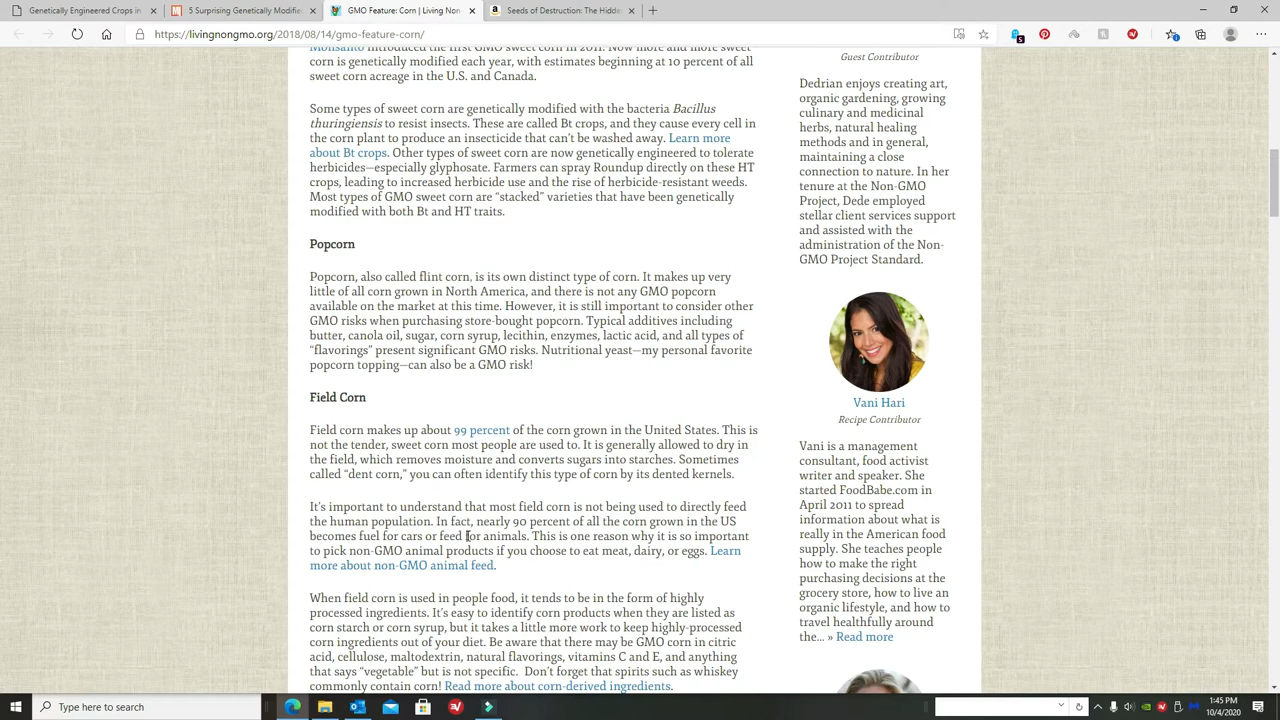 Genetically Engineered Crops in
5 Surprising Genetically Modifie
GMO Feature: Corn | Living Non-
Seeds of Destruction: The Hidde
https://livingnongmo.org/2018/08/14/gmo-feature-corn/
Monsanto introduced the first GMO sweet corn in 2011. Now more and more sweet
corn is genetically modified each year, with estimates beginning at 10 percent of all
sweet corn acreage in the U.S. and Canada.
Some types of sweet corn are genetically modified with the bacteria Bacillus
thuringiensis to resist insects. These are called Bt crops, and they cause every cell in
the corn plant to produce an insecticide that can't be washed away. Learn more
about Bt crops. Other types of sweet corn are now genetically engineered to tolerate
herbicides—especially glyphosate. Farmers can spray Roundup directly on these HT
crops, leading to increased herbicide use and the rise of herbicide-resistant weeds.
Most types of GMO sweet corn are “stacked” varieties that have been genetically
modified with both Bt and HT traits.
Popcorn
Popcorn, also called flint corn, is its own distinct type of corn. It makes up very
little of all corn grown in North America, and there is not any GMO popcorn
available on the market at this time. However, it is still important to consider other
GMO risks when purchasing store-bought popcorn. Typical additives including
butter, canola oil, sugar, corn syrup, lecithin, enzymes, lactic acid, and all types of
“flavorings” present significant GMO risks. Nutritional yeast—my personal favorite
popcorn topping—can also be a GMO risk!
Field Corn
Field corn makes up about 99 percent of the corn grown in the United States. This is
not the tender, sweet corn most people are used to. It is generally allowed to dry in
the field, which removes moisture and converts sugars into starches. Sometimes
called “dent corn,” you can often identify this type of corn by its dented kernels.
It's important to understand that most field corn is not being used to directly feed
the human population. In fact, nearly 90 percent of all the corn grown in the US
becomes fuel for cars or feed for animals. This is one reason why it is so important
to pick non-GMO animal products if you choose to eat meat, dairy, or eggs. Learn
more about non-GMO animal feed.
When field corn is used in people food, it tends to be in the form of highly
processed ingredients. It's easy to identify corn products when they are listed as
corn starch or corn syrup, but it takes a little more work to keep highly-processed
corn ingredients out of your diet. Be aware that there may be GMO corn in citric
acid, cellulose, maltodextrin, natural flavorings, vitamins C and E, and anything
that says “vegetable” but is not specific. Don't forget that spirits such as whiskey
commonly contain corn! Read more about corn-derived ingredients.
Guest Contributor
Dedrian enjoys creating art,
organic gardening, growing
culinary and medicinal
herbs, natural healing
methods and in general,
maintaining a close
connection to nature. In her
tenure at the Non-GMO
Project, Dede employed
stellar client services support
and assisted with the
administration of the Non-
GMO Project Standard.
Vani Hari
Recipe Contributor
Vani is a management
consultant, food activist
writer and speaker. She
started FoodBabe.com in
April 2011 to spread
information about what is
really in the American food
supply. She teaches people
how to make the right
purchasing decisions at the
grocery store, how to live an
organic lifestyle, and how to
travel healthfully around
the... » Read more
Type here to search
1:45 PM
10/4/2020